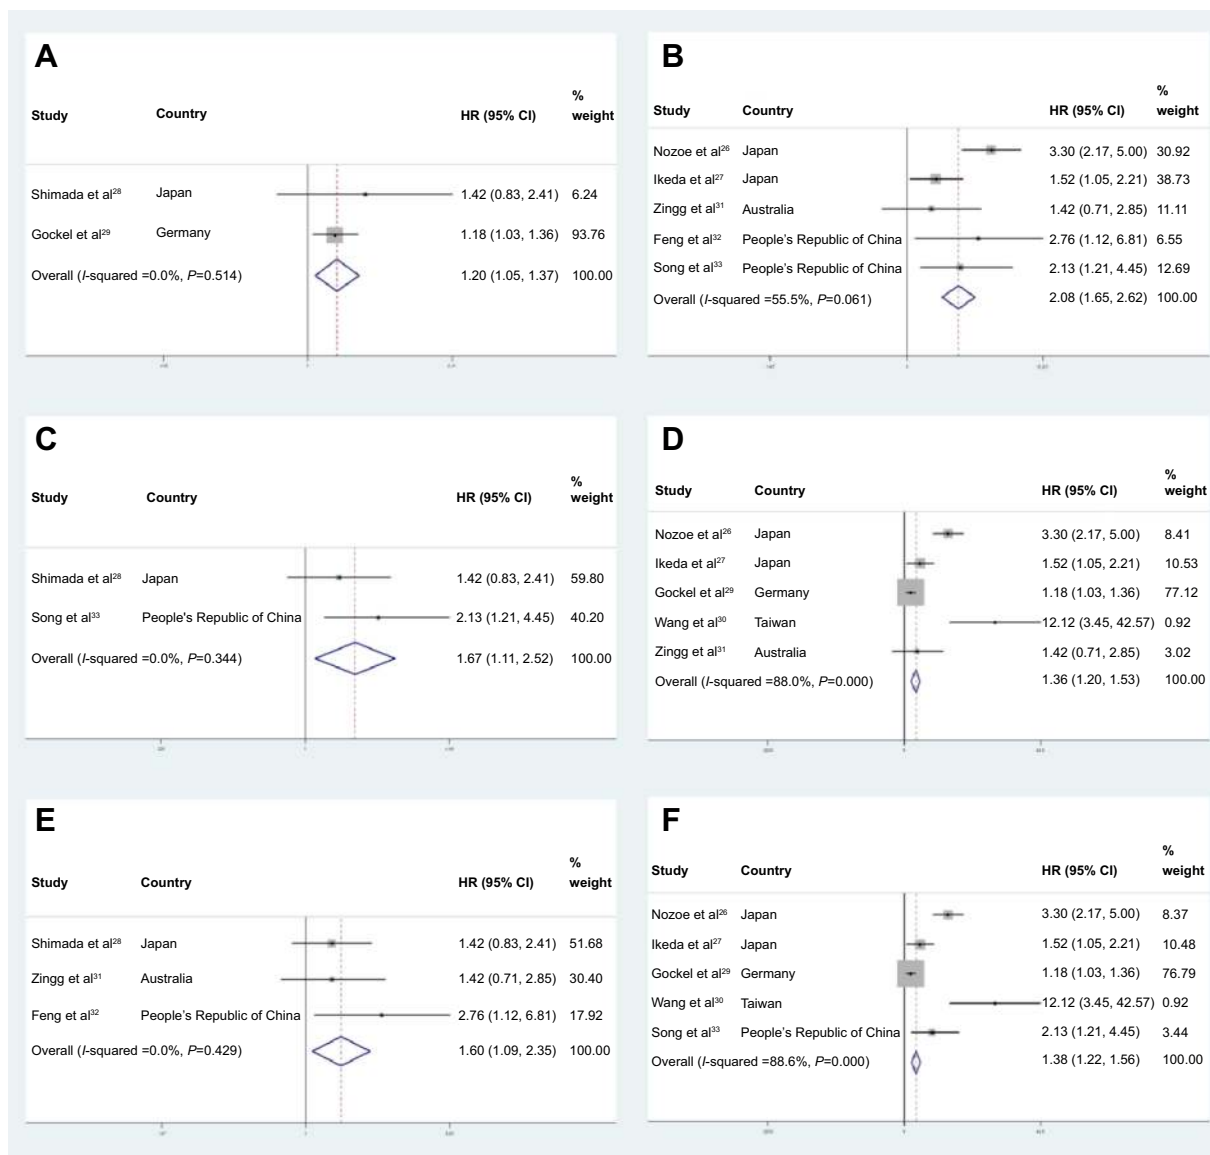 A
Study Country HR (95% CI) % weight
Shimada et al28 Japan 1.42 (0.83, 2.41) 6.24
Gockel et al29 Germany 1.18 (1.03, 1.36) 93.76
Overall (I-squared =0.0%, P=0.514) 1.20 (1.05, 1.37) 100.00
B
Study Country HR (95% CI) % weight
Nozoe et al26 Japan 3.30 (2.17, 5.00) 30.92
Ikeda et al27 Japan 1.52 (1.05, 2.21) 38.73
Zingg et al31 Australia 1.42 (0.71, 2.85) 11.11
Feng et al32 People's Republic of China 2.76 (1.12, 6.81) 6.55
Song et al33 People's Republic of China 2.13 (1.21, 4.45) 12.69
Overall (I-squared =55.5%, P=0.061) 2.08 (1.65, 2.62) 100.00
C
Study Country HR (95% CI) % weight
Shimada et al28 Japan 1.42 (0.83, 2.41) 59.80
Song et al33 People's Republic of China 2.13 (1.21, 4.45) 40.20
Overall (I-squared =0.0%, P=0.344) 1.67 (1.11, 2.52) 100.00
D
Study Country HR (95% CI) % weight
Nozoe et al26 Japan 3.30 (2.17, 5.00) 8.41
Ikeda et al27 Japan 1.52 (1.05, 2.21) 10.53
Gockel et al29 Germany 1.18 (1.03, 1.36) 77.12
Wang et al30 Taiwan 12.12 (3.45, 42.57) 0.92
Zingg et al31 Australia 1.42 (0.71, 2.85) 3.02
Overall (I-squared =88.0%, P=0.000) 1.36 (1.20, 1.53) 100.00
E
Study Country HR (95% CI) % weight
Shimada et al28 Japan 1.42 (0.83, 2.41) 51.68
Zingg et al31 Australia 1.42 (0.71, 2.85) 30.40
Feng et al32 People's Republic of China 2.76 (1.12, 6.81) 17.92
Overall (I-squared =0.0%, P=0.429) 1.60 (1.09, 2.35) 100.00
F
Study Country HR (95% CI) % weight
Nozoe et al26 Japan 3.30 (2.17, 5.00) 8.37
Ikeda et al27 Japan 1.52 (1.05, 2.21) 10.48
Gockel et al29 Germany 1.18 (1.03, 1.36) 76.79
Wang et al30 Taiwan 12.12 (3.45, 42.57) 0.92
Song et al33 People's Republic of China 2.13 (1.21, 4.45) 3.44
Overall (I-squared =88.6%, P=0.000) 1.38 (1.22, 1.56) 100.00